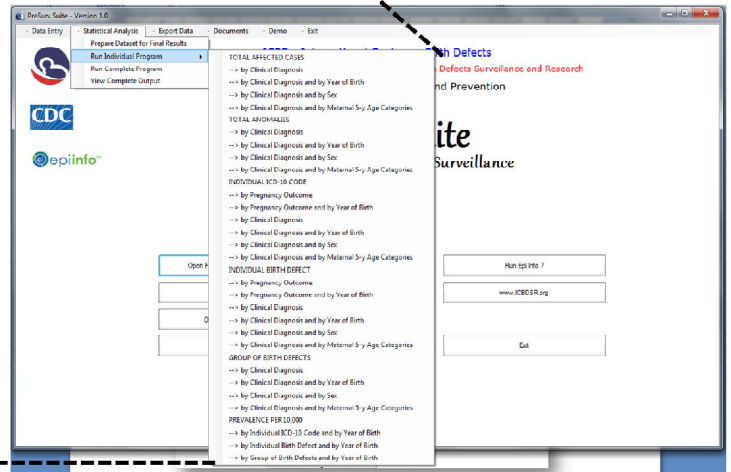 PreSurv Suite - Version 1.0
- Data Entry - Statistical Analysis - Export Data - Documents - Demo - Exit
Prepare Dataset for Final Results
Run Individual Program
Run Complete Program
View Complete Output
th Defects
Defects Surveillance and Research
nd Prevention
CDC
ite
epiinfo
Surveillance
TOTAL AFFECTED CASES
--> by Clinical Diagnosis
--> by Clinical Diagnosis and by Year of Birth
--> by Clinical Diagnosis and by Sex
--> by Clinical Diagnosis and by Maternal 5-y Age Categories
TOTAL ANOMALIES
--> by Clinical Diagnosis
--> by Clinical Diagnosis and by Year of Birth
--> by Clinical Diagnosis and by Sex
--> by Clinical Diagnosis and by Maternal 5-y Age Categories
INDIVIDUAL ICD-10 CODE
--> by Pregnancy Outcome
--> by Pregnancy Outcome and by Year of Birth
--> by Clinical Diagnosis
--> by Clinical Diagnosis and by Year of Birth
--> by Clinical Diagnosis and by Sex
--> by Clinical Diagnosis and by Maternal 5-y Age Categories
INDIVIDUAL BIRTH DEFECT
--> by Pregnancy Outcome
--> by Pregnancy Outcome and by Year of Birth
--> by Clinical Diagnosis
--> by Clinical Diagnosis and by Year of Birth
--> by Clinical Diagnosis and by Sex
--> by Clinical Diagnosis and by Maternal 5-y Age Categories
GROUP OF BIRTH DEFECTS
--> by Clinical Diagnosis
--> by Clinical Diagnosis and by Year of Birth
--> by Clinical Diagnosis and by Sex
--> by Clinical Diagnosis and by Maternal 5-y Age Categories
PREVALENCE PER 10,000
--> by Individual ICD-10 Code and by Year of Birth
--> by Individual Birth Defect and by Year of Birth
--> by Group of Birth Defects and by Year of Birth
Open F
O
Run Epi Info 7
www.ICBDSR.org
Exit